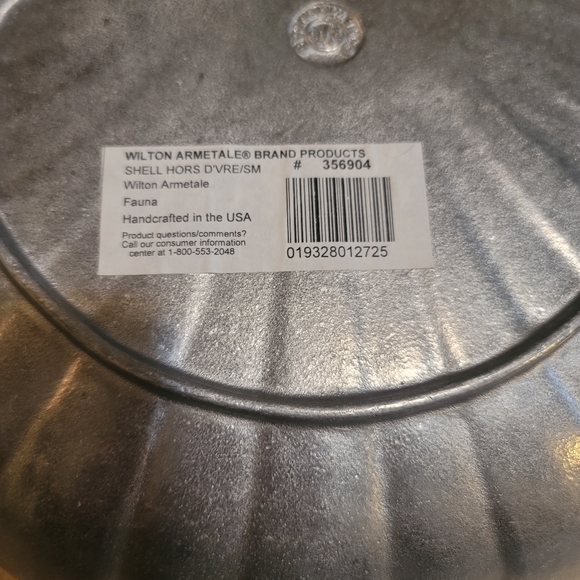 WILTON ARMETALE® BRAND PRODUCTS
SHELL HORS D'VRE/SM # 356904
Wilton Armetale
Fauna
Handcrafted in the USA
Product questions/comments?
Call our consumer information
center at 1-800-553-2048
019328012725